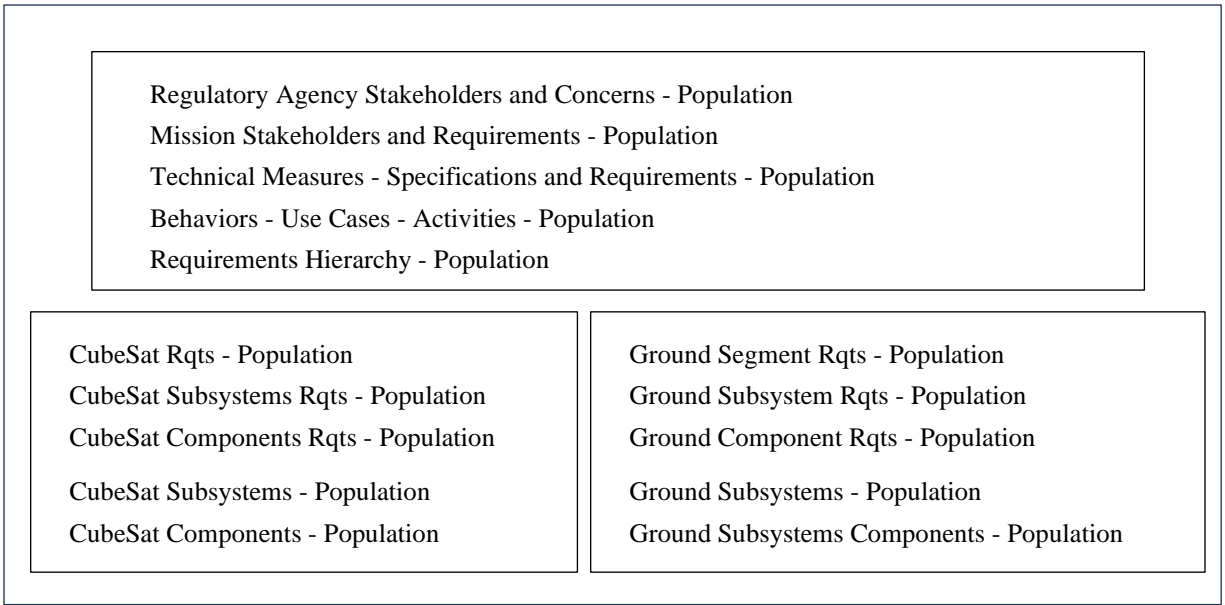 Regulatory Agency Stakeholders and Concerns - Population
Mission Stakeholders and Requirements - Population
Technical Measures - Specifications and Requirements - Population
Behaviors - Use Cases - Activities - Population
Requirements Hierarchy - Population
CubeSat Rqts - Population
CubeSat Subsystems Rqts - Population
CubeSat Components Rqts - Population
CubeSat Subsystems - Population
CubeSat Components - Population
Ground Segment Rqts - Population
Ground Subsystem Rqts - Population
Ground Component Rqts - Population
Ground Subsystems - Population
Ground Subsystems Components - Population